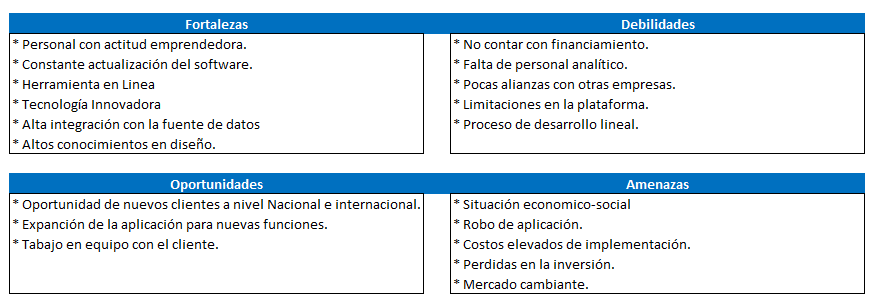 Fortalezas
* Personal con actitud emprendedora.
* Constante actualización del software.
* Herramienta en Linea
* Tecnología Innovadora
* Alta integración con la fuente de datos
* Altos conocimientos en diseño.
Debilidades
* No contar con financiamiento.
* Falta de personal analítico.
* Pocas alianzas con otras empresas.
* Limitaciones en la plataforma.
* Proceso de desarrollo lineal.
Oportunidades
* Oportunidad de nuevos clientes a nivel Nacional e internacional.
* Expanción de la aplicación para nuevas funciones.
* Tabajo en equipo con el cliente.
Amenazas
* Situación economico-social
* Robo de aplicación.
* Costos elevados de implementación.
* Perdidas en la inversión.
* Mercado cambiante.